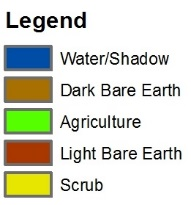 Legend
Water/Shadow
Dark Bare Earth
Agriculture
Light Bare Earth
Scrub